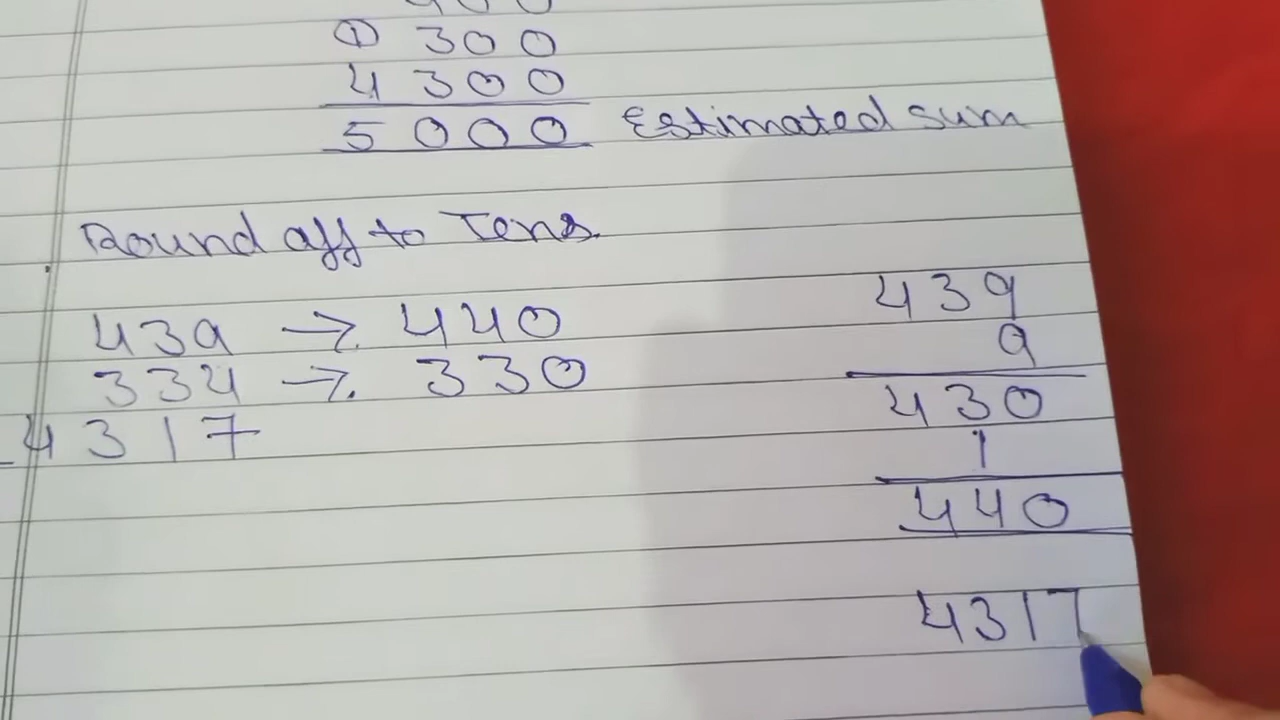 400
① 300
4300
5000 Estimated sum
Round off to Tens.
439 → 440
334 → 330
4317
439
9
430
1
440
4317